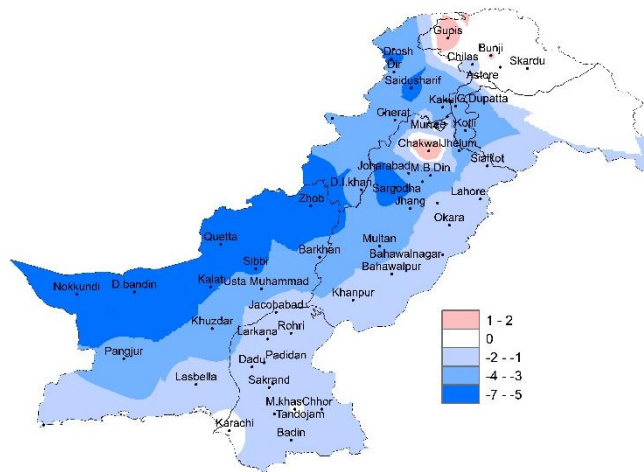 Gupis
Drosh
Bunji
Chilas
Skardu
Dir
Astore
Saidusharif
Kakul
G.Dupatta
Cherat
Murree
Kotli
Chakwal
Jhelum
Sialkot
Joharabad
M.B.Din
D.I.khan
Sargodha
Lahore
Zhob
Jhang
Okara
Quetta
Multan
Barkhan
Bahawalnagar
Sibbi
Bahawalpur
Nokkundi
D.bandin
Kalat
Usta Muhammad
Khanpur
Jacobabad
Khuzdar
Rohri
Larkana
Pangjur
Padidan
Dadu
Lasbella
Sakrand
M.khas
Chhor
Tandojam
Karachi
Badin
1 - 2
0
-2 - -1
-4 - -3
-7 - -5